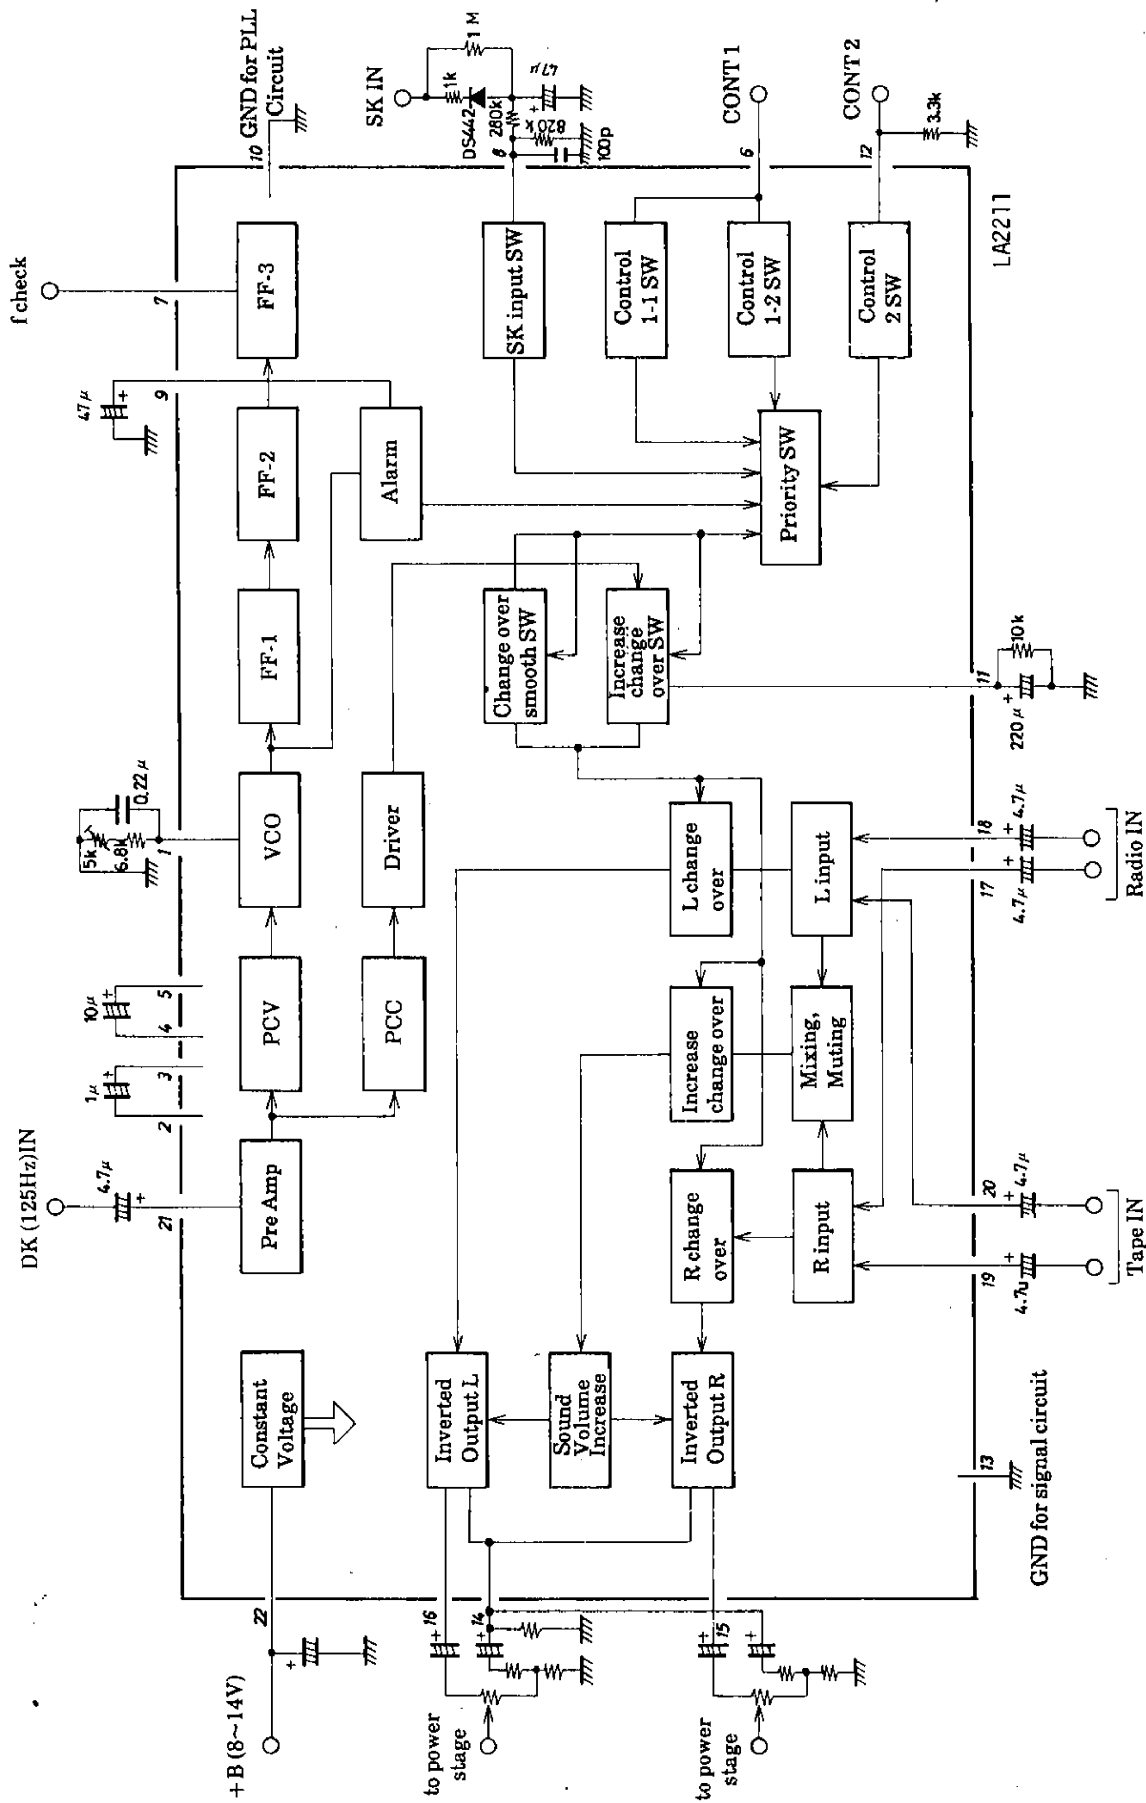 +B (8~14V)
22
Constant
Voltage
DK (125Hz)IN
4.7μ
+
21
Pre Amp
1μ
+
2
3
10μ
+
4
5
PCV
PCC
5k
6.8k
0.22μ
1
VCO
Driver
FF-1
FF-2
FF-3
47μ
+
9
Alarm
f check
7
GND for PLL
Circuit
10
SK IN
1M
1k
DS442
280k
+
47μ
820k
100p
8
SK input SW
CONT 1
6
Control
1-1 SW
Control
1-2 SW
CONT 2
12
3.3k
Control
2 SW
Priority SW
Change over
smooth SW
Increase
change
over SW
11
+
220μ
10k
L change
over
L input
Increase
change over
Mixing,
Muting
R change
over
R input
Inverted
Output L
Sound
Volume
Increase
Inverted
Output R
16
+
14
+
to power
stage
15
+
+
to power
stage
13
GND for signal circuit
19
+
4.7u
20
+
4.7μ
Tape IN
17
+
4.7μ
18
+
4.7μ
Radio IN
LA2211